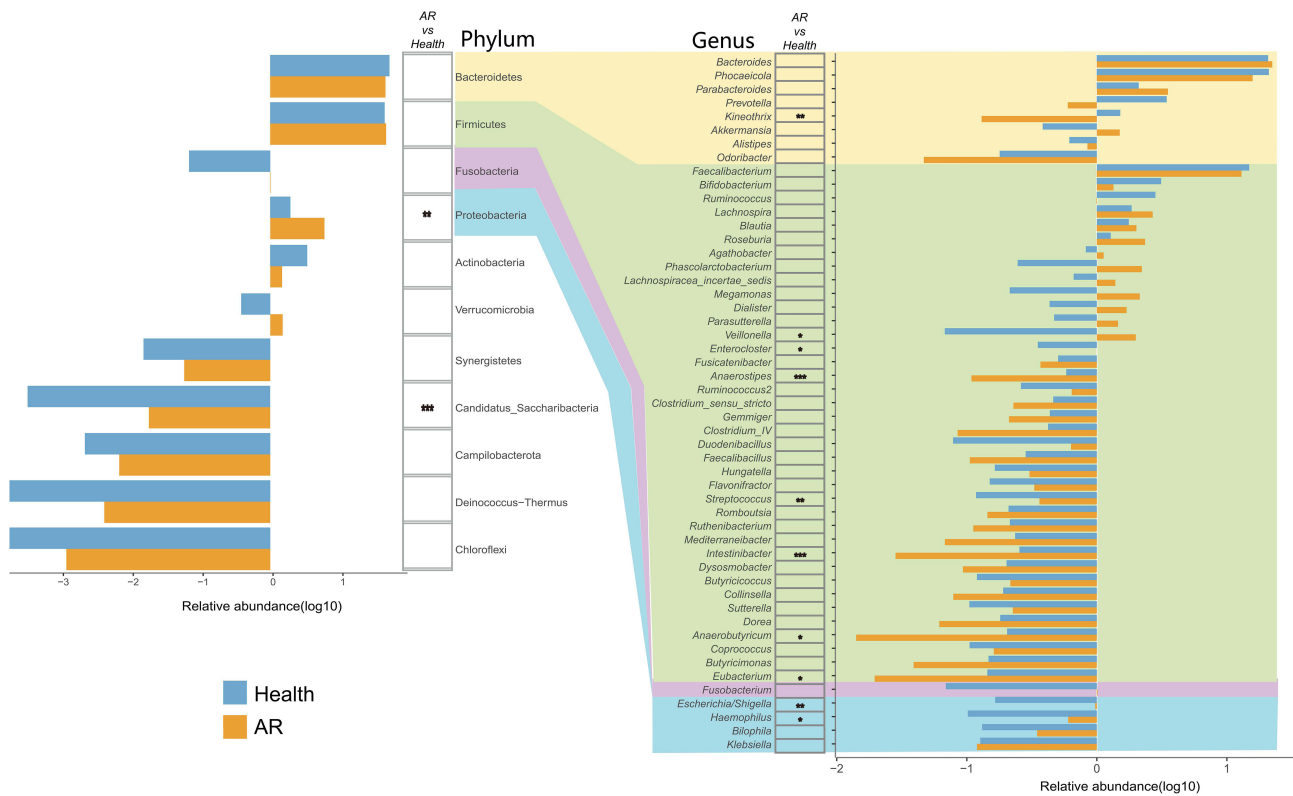 AR
vs
Health
Phylum
Bacteroidetes
Firmicutes
Fusobacteria
Proteobacteria
**
Actinobacteria
Verrucomicrobia
Synergistetes
Candidatus_Saccharibacteria
***
Campilobacterota
Deinococcus−Thermus
Chloroflexi
−3 −2 −1 0 1
Relative abundance(log10)
Health
AR
Genus
AR
vs
Health
Bacteroides
Phocaeicola
Parabacteroides
Prevotella
Kineothrix **
Akkermansia
Alistipes
Odoribacter
Faecalibacterium
Bifidobacterium
Ruminococcus
Lachnospira
Blautia
Roseburia
Agathobacter
Phascolarctobacterium
Lachnospiracea_incertae_sedis
Megamonas
Dialister
Parasutterella
Veillonella *
Enterocloster *
Fusicatenibacter
Anaerostipes ***
Ruminococcus2
Clostridium_sensu_stricto
Gemmiger
Clostridium_IV
Duodenibacillus
Faecalibacillus
Hungatella
Flavonifractor
Streptococcus **
Romboutsia
Ruthenibacterium
Mediterraneibacter
Intestinibacter ***
Dysosmobacter
Butyricicoccus
Collinsella
Sutterella
Dorea
Anaerobutyricum *
Coprococcus
Butyricimonas
Eubacterium *
Fusobacterium
Escherichia/Shigella **
Haemophilus *
Bilophila
Klebsiella
−2 −1 0 1
Relative abundance(log10)